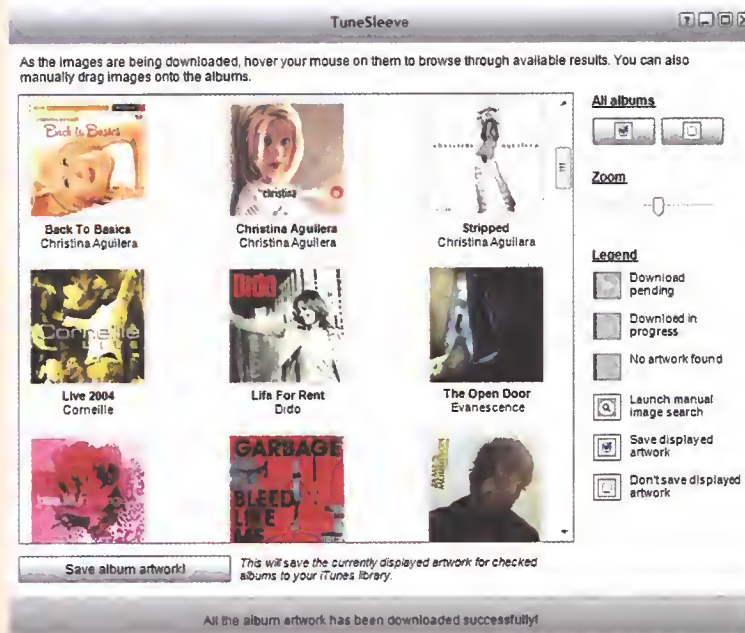 TuneSleeve
As the images are being downloaded, hover your mouse on them to browse through available results. You can also
manually drag images onto the albums.
Back to Basics
Back To Basica
Christina Aguilera
christina
Christina Aguilera
Christina Aguilera
christina aguilera
Stripped
Christina Aguilara
Corneille
Live 2004
Corneille
Dido
Lifa For Rent
Dido
The Open Door
Evanescence
GARBAGE
BLEED
LIKE
ME
All albums
Zoom
Legend
Download
pending
Download in
progress
No artwork found
Launch manual
image search
Save displayed
artwork
Don't save displayed
artwork
Save album artwork!
This will save the currently displayed artwork for checked
albums to your iTunes library.
All the album artwork has been downloaded successfully!